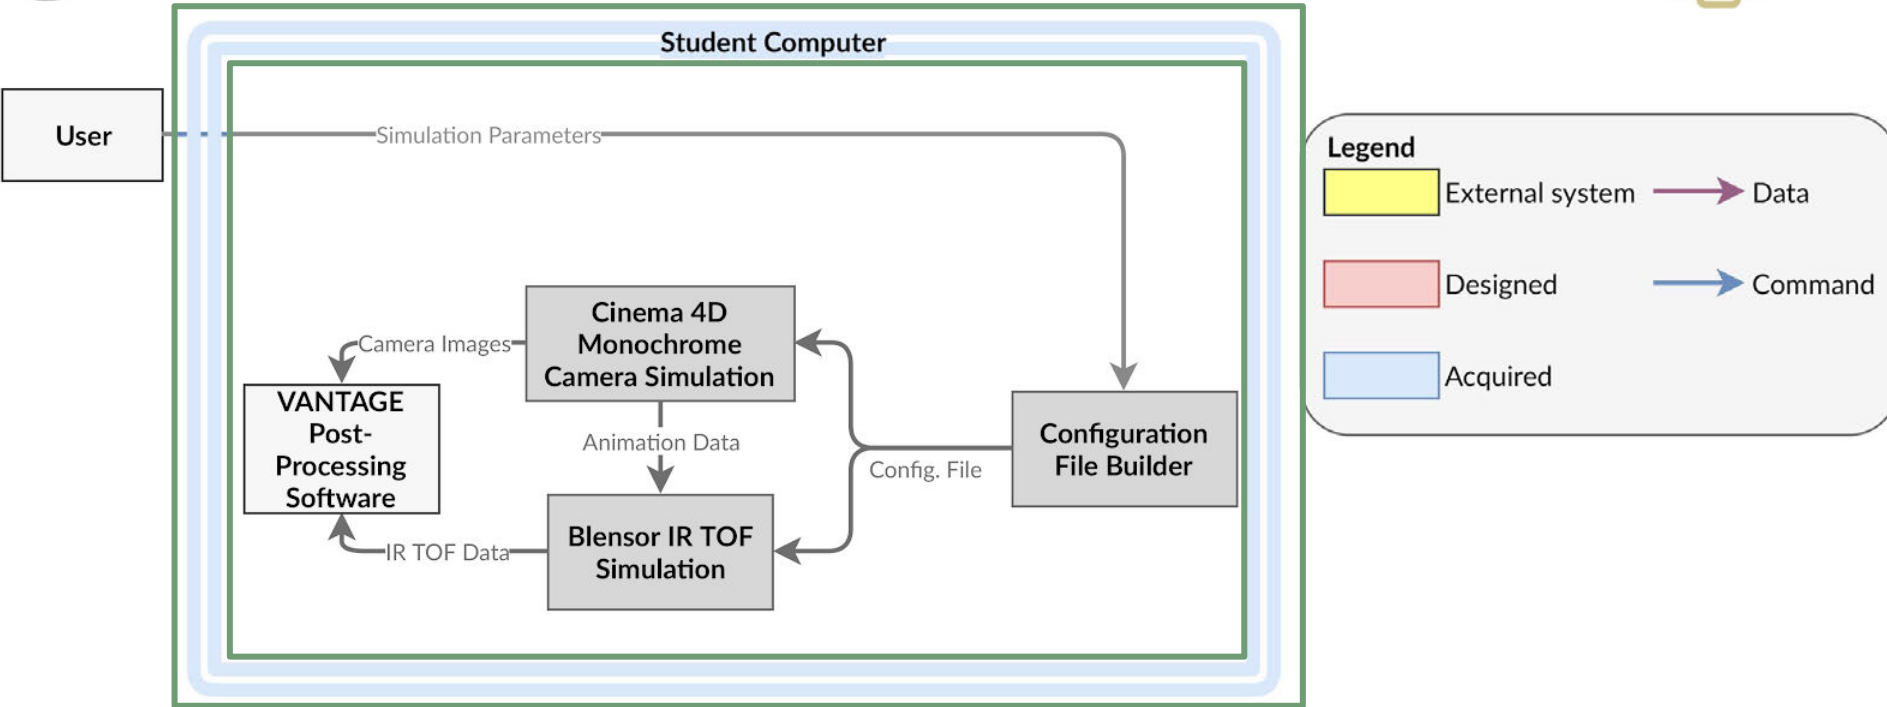 Student Computer
User
Simulation Parameters
Legend
External system
Data
Designed
Command
Acquired
Cinema 4D
Monochrome
Camera Simulation
Camera Images
VANTAGE
Post-
Processing
Software
Animation Data
Configuration
File Builder
Config. File
Blensor IR TOF
Simulation
IR TOF Data